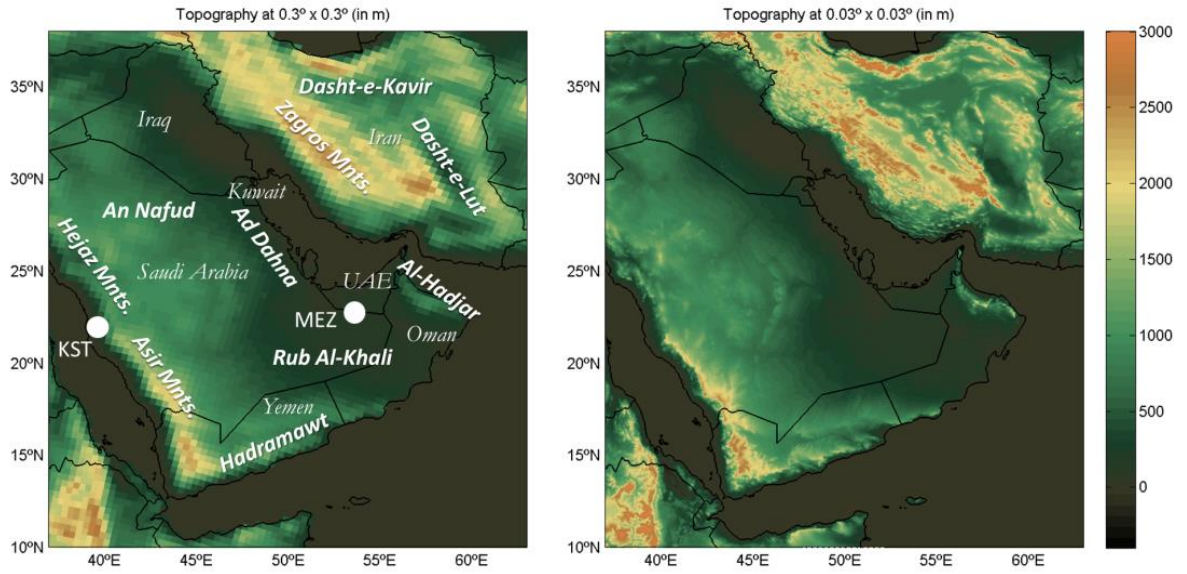 Topography at 0.3º x 0.3º (in m)
Topography at 0.03º x 0.03º (in m)
35ºN
30ºN
25ºN
20ºN
15ºN
10ºN
40ºE
45ºE
50ºE
55ºE
60ºE
Dasht-e-Kavir
Iraq
Zagros Mnts.
Iran
Dasht-e-Lut
Kuwait
An Nafud
Ad Dahna
Hejaz Mnts.
Saudi Arabia
UAE
Al-Hadjar
MEZ
Oman
KST
Asir Mnts.
Rub Al-Khali
Yemen
Hadramawt
35ºN
30ºN
25ºN
20ºN
15ºN
10ºN
40ºE
45ºE
50ºE
55ºE
60ºE
3000
2500
2000
1500
1000
500
0